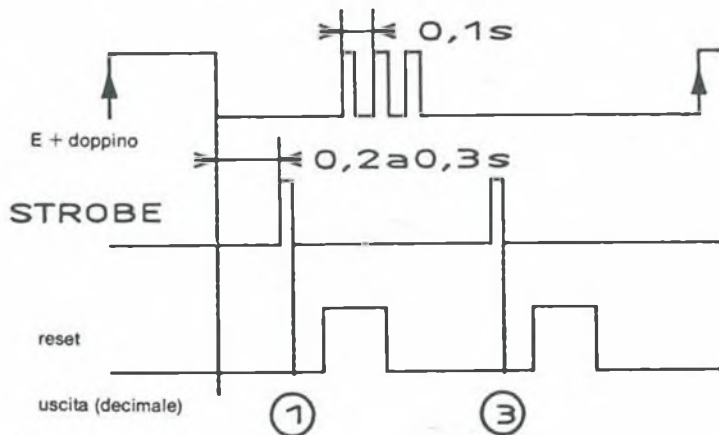 0,1s
E + doppino
0,2a0,3s
STROBE
reset
uscita (decimale)
1
3